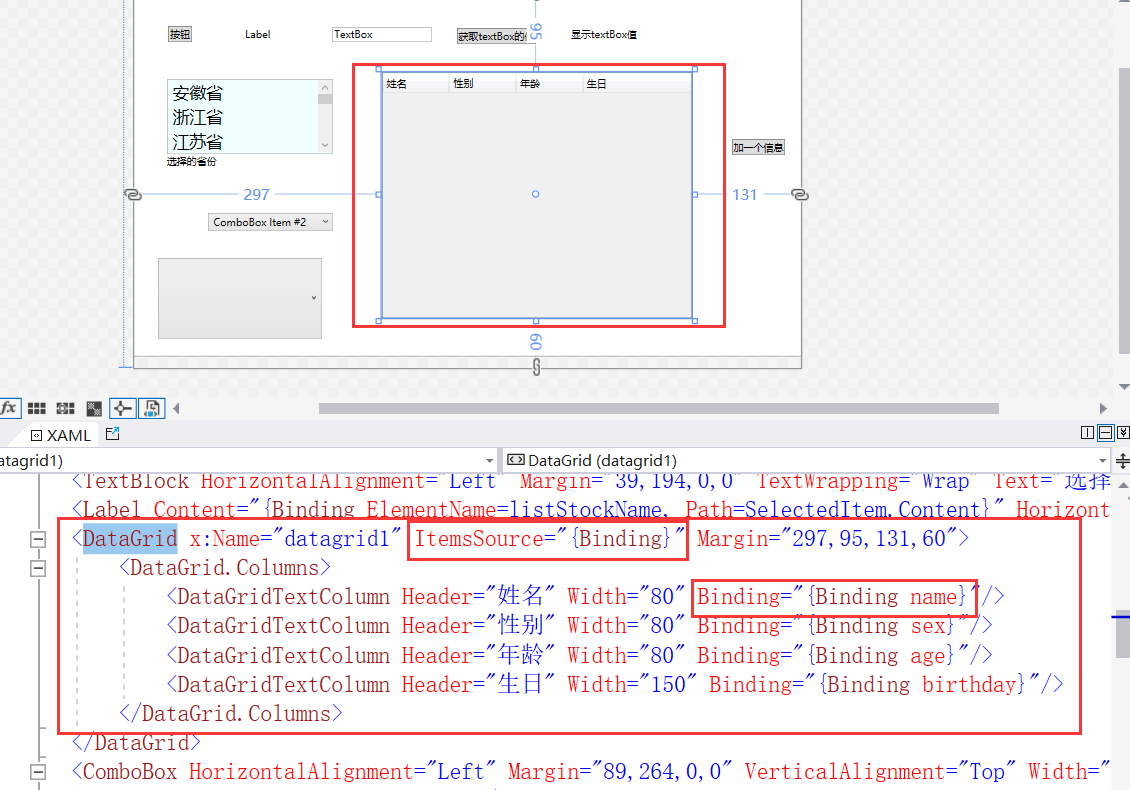 按钮
Label
TextBox
获取textBox的
显示textBox值
95
姓名 性别 年龄 生日
安徽省
浙江省
江苏省
选择的省份
加一个信息
297
131
ComboBox Item #2
60
fx
XAML
atagrid1)
DataGrid (datagrid1)
<TextBlock HorizontalAlignment="Left" Margin="39,194,0,0" TextWrapping="Wrap" Text="选择
<Label Content="{Binding ElementName=listStockName, Path=SelectedItem.Content}" Horizont
<DataGrid x:Name="datagrid1" ItemsSource="{Binding}" Margin="297,95,131,60">
<DataGrid.Columns>
<DataGridTextColumn Header="姓名" Width="80" Binding="{Binding name}"/>
<DataGridTextColumn Header="性别" Width="80" Binding="{Binding sex}"/>
<DataGridTextColumn Header="年龄" Width="80" Binding="{Binding age}"/>
<DataGridTextColumn Header="生日" Width="150" Binding="{Binding birthday}"/>
</DataGrid.Columns>
</DataGrid>
<ComboBox HorizontalAlignment="Left" Margin="89,264,0,0" VerticalAlignment="Top" Width="